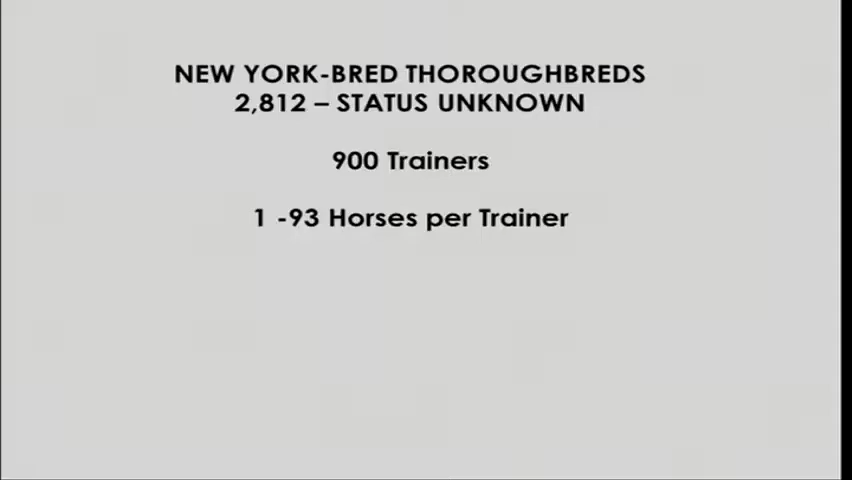 NEW YORK-BRED THOROUGHBREDS
2,812 – STATUS UNKNOWN
900 Trainers
1 -93 Horses per Trainer